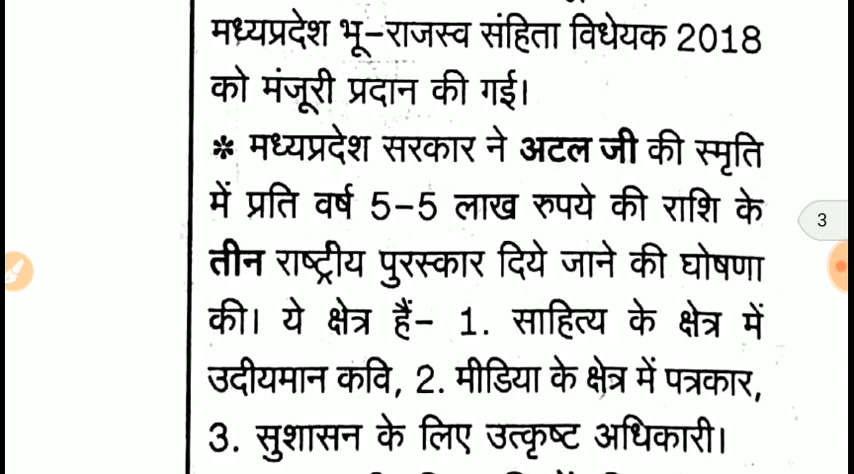 मध्यप्रदेश भू-राजस्व संहिता विधेयक 2018
को मंजूरी प्रदान की गई।
* मध्यप्रदेश सरकार ने अटल जी की स्मृति
में प्रति वर्ष 5-5 लाख रुपये की राशि के
तीन राष्ट्रीय पुरस्कार दिये जाने की घोषणा
की। ये क्षेत्र हैं- 1. साहित्य के क्षेत्र में
उदीयमान कवि, 2. मीडिया के क्षेत्र में पत्रकार,
3. सुशासन के लिए उत्कृष्ट अधिकारी।
3